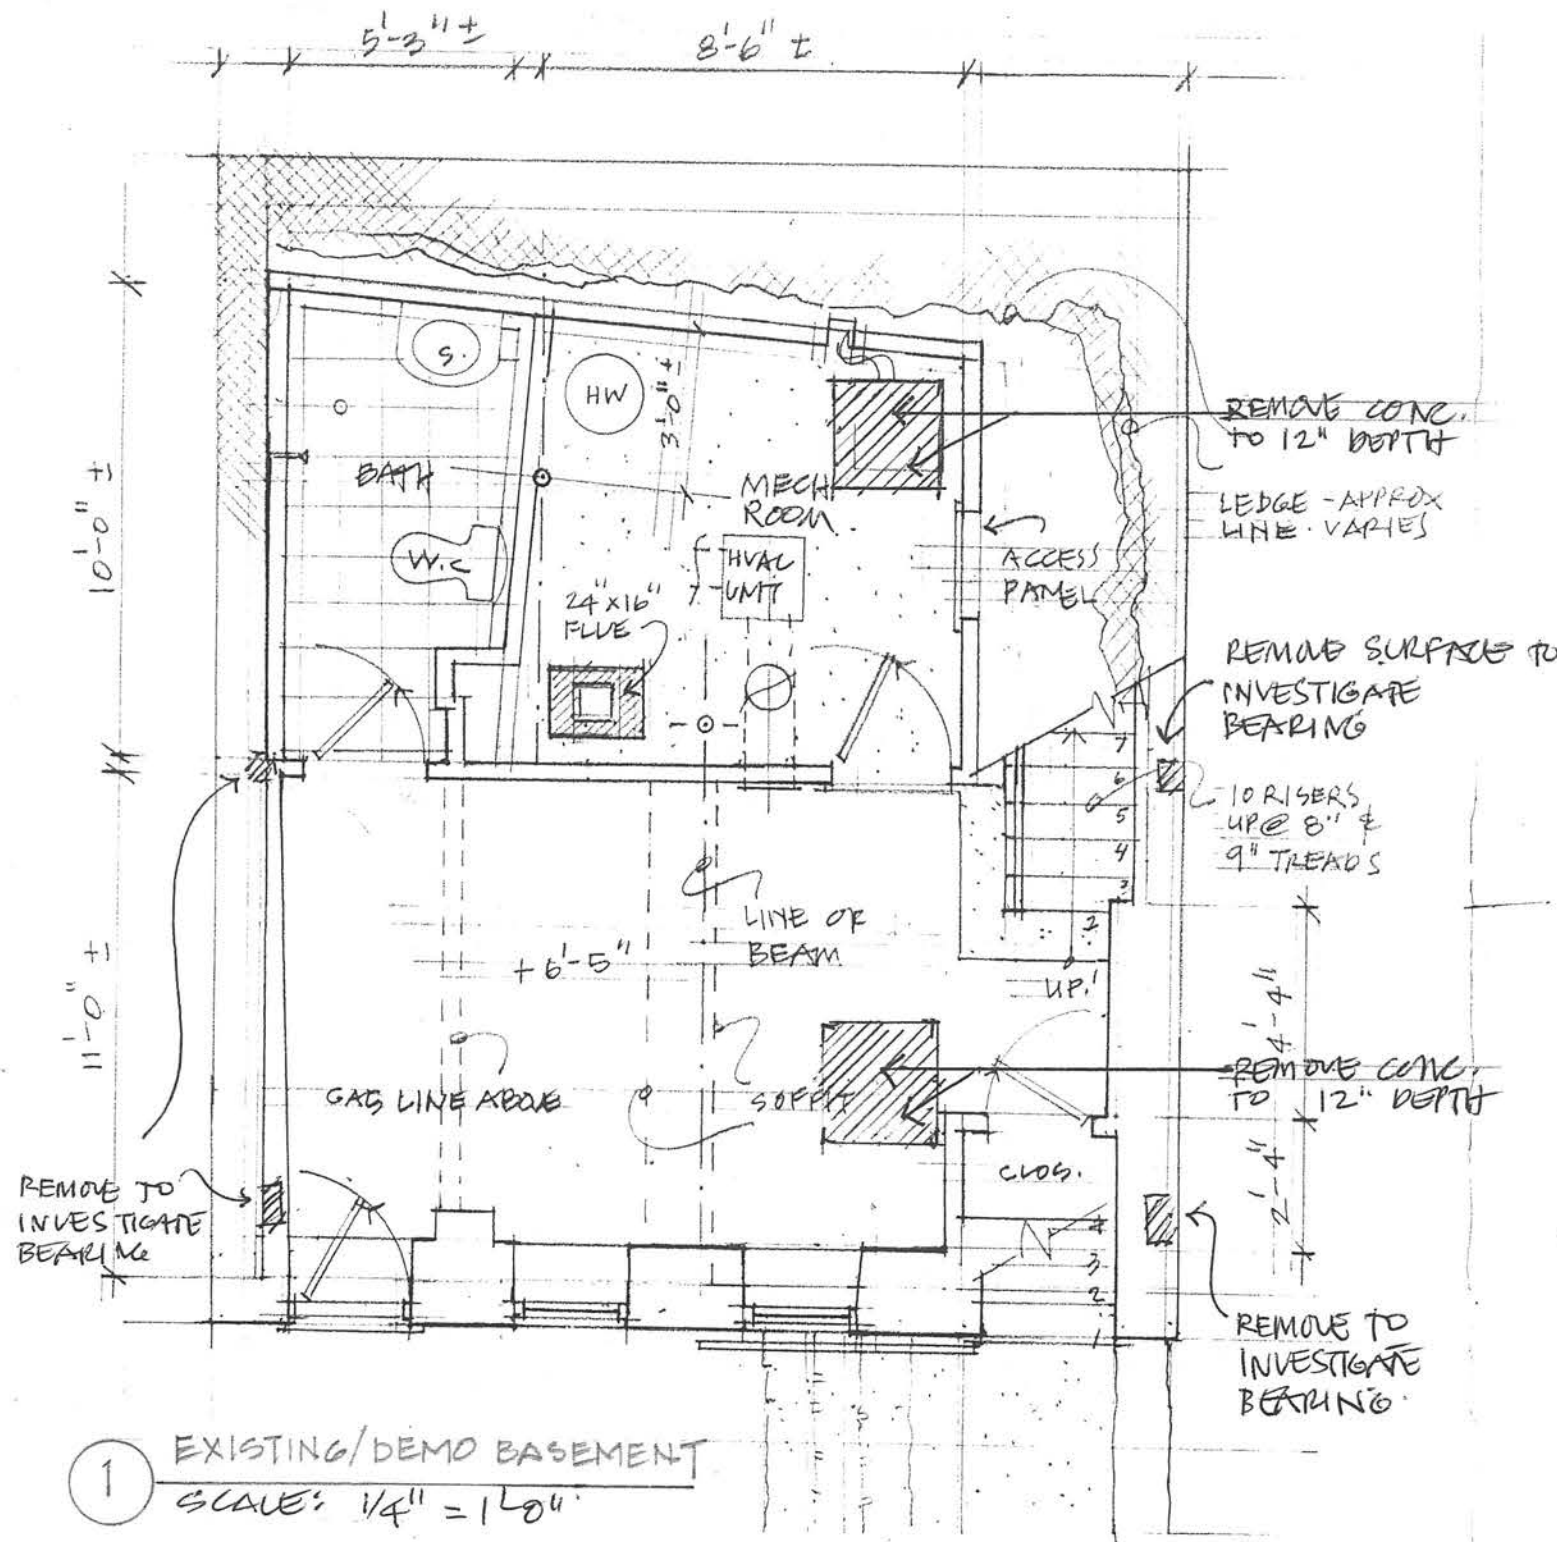 5'-3" ±
8'-6" ±
10'-0" ±
11'-0" ±
S.
HW
3'-0" ±
BATH
W.C
MECH
ROOM
HVAC
UNIT
24"X16"
FLUE
ACCESS
PANEL
REMOVE CONC.
TO 12" DEPTH
LEDGE - APPROX
LINE. VARIES
REMOVE SURFACE TO
INVESTIGATE
BEARING
10 RISERS
UP@ 8" &
9" TREADS
7
6
5
4
3
2
UP.
1
LINE OF
BEAM
+6'-5"
GAS LINE ABOVE
SOFFIT
4'-4"
REMOVE CONC.
TO 12" DEPTH
2'-4"
CLOS.
4
3
2
1
REMOVE TO
INVESTIGATE
BEARING
REMOVE TO
INVESTIGATE
BEARING.
1
EXISTING/DEMO BASEMENT
SCALE: 1/4" = 1'-0"